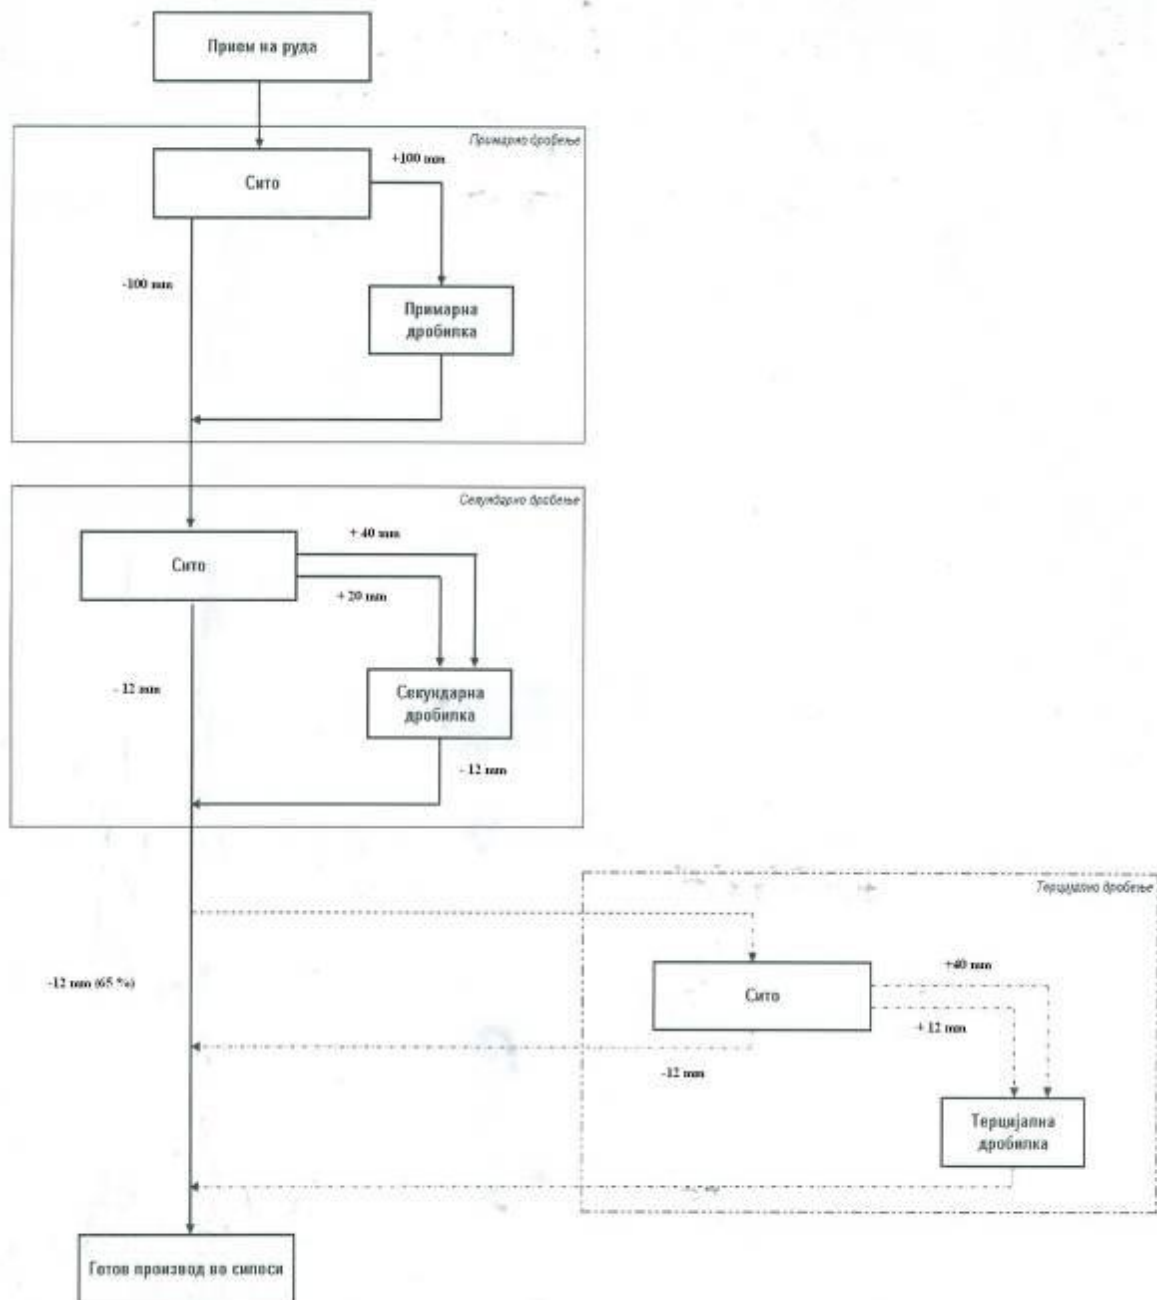 Прием на руда
Примарно дробење
+100 mm
Сито
-100 mm
Примарна
дробилка
Секундарно дробење
+ 40 mm
Сито
+ 20 mm
- 12 mm
Секундарна
дробилка
- 12 mm
Терцијално дробење
+40 mm
-12 mm (65 %)
Сито
+ 12 mm
-12 mm
Терцијална
дробилка
Готов производ во силоси